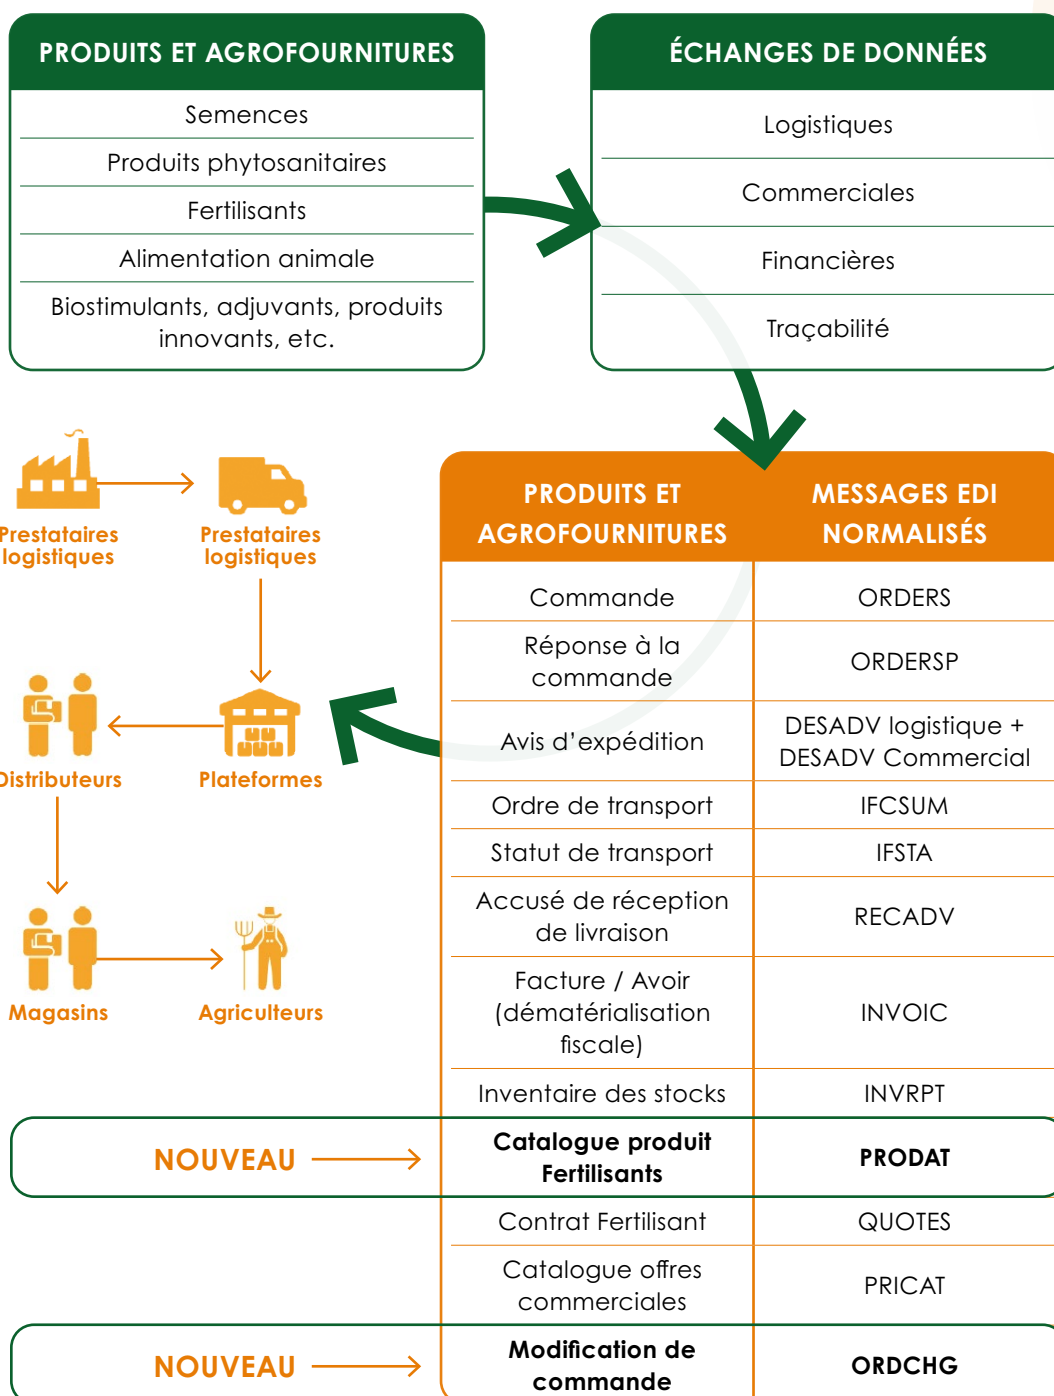 PRODUITS ET AGROFOURNITURES
Semences
Produits phytosanitaires
Fertilisants
Alimentation animale
Biostimulants, adjuvants, produits
innovants, etc.
ÉCHANGES DE DONNÉES
Logistiques
Commerciales
Financières
Traçabilité
Prestataires
logistiques
Prestataires
logistiques
Distributeurs
Plateformes
Magasins
Agriculteurs
PRODUITS ET
AGROFOURNITURES
MESSAGES EDI
NORMALISÉS
Commande
ORDERS
Réponse à la
commande
ORDERSP
Avis d’expédition
DESADV logistique +
DESADV Commercial
Ordre de transport
IFCSUM
Statut de transport
IFSTA
Accusé de réception
de livraison
RECADV
Facture / Avoir
(dématérialisation
fiscale)
INVOIC
Inventaire des stocks
INVRPT
NOUVEAU
Catalogue produit
Fertilisants
PRODAT
Contrat Fertilisant
QUOTES
Catalogue offres
commerciales
PRICAT
NOUVEAU
Modification de
commande
ORDCHG